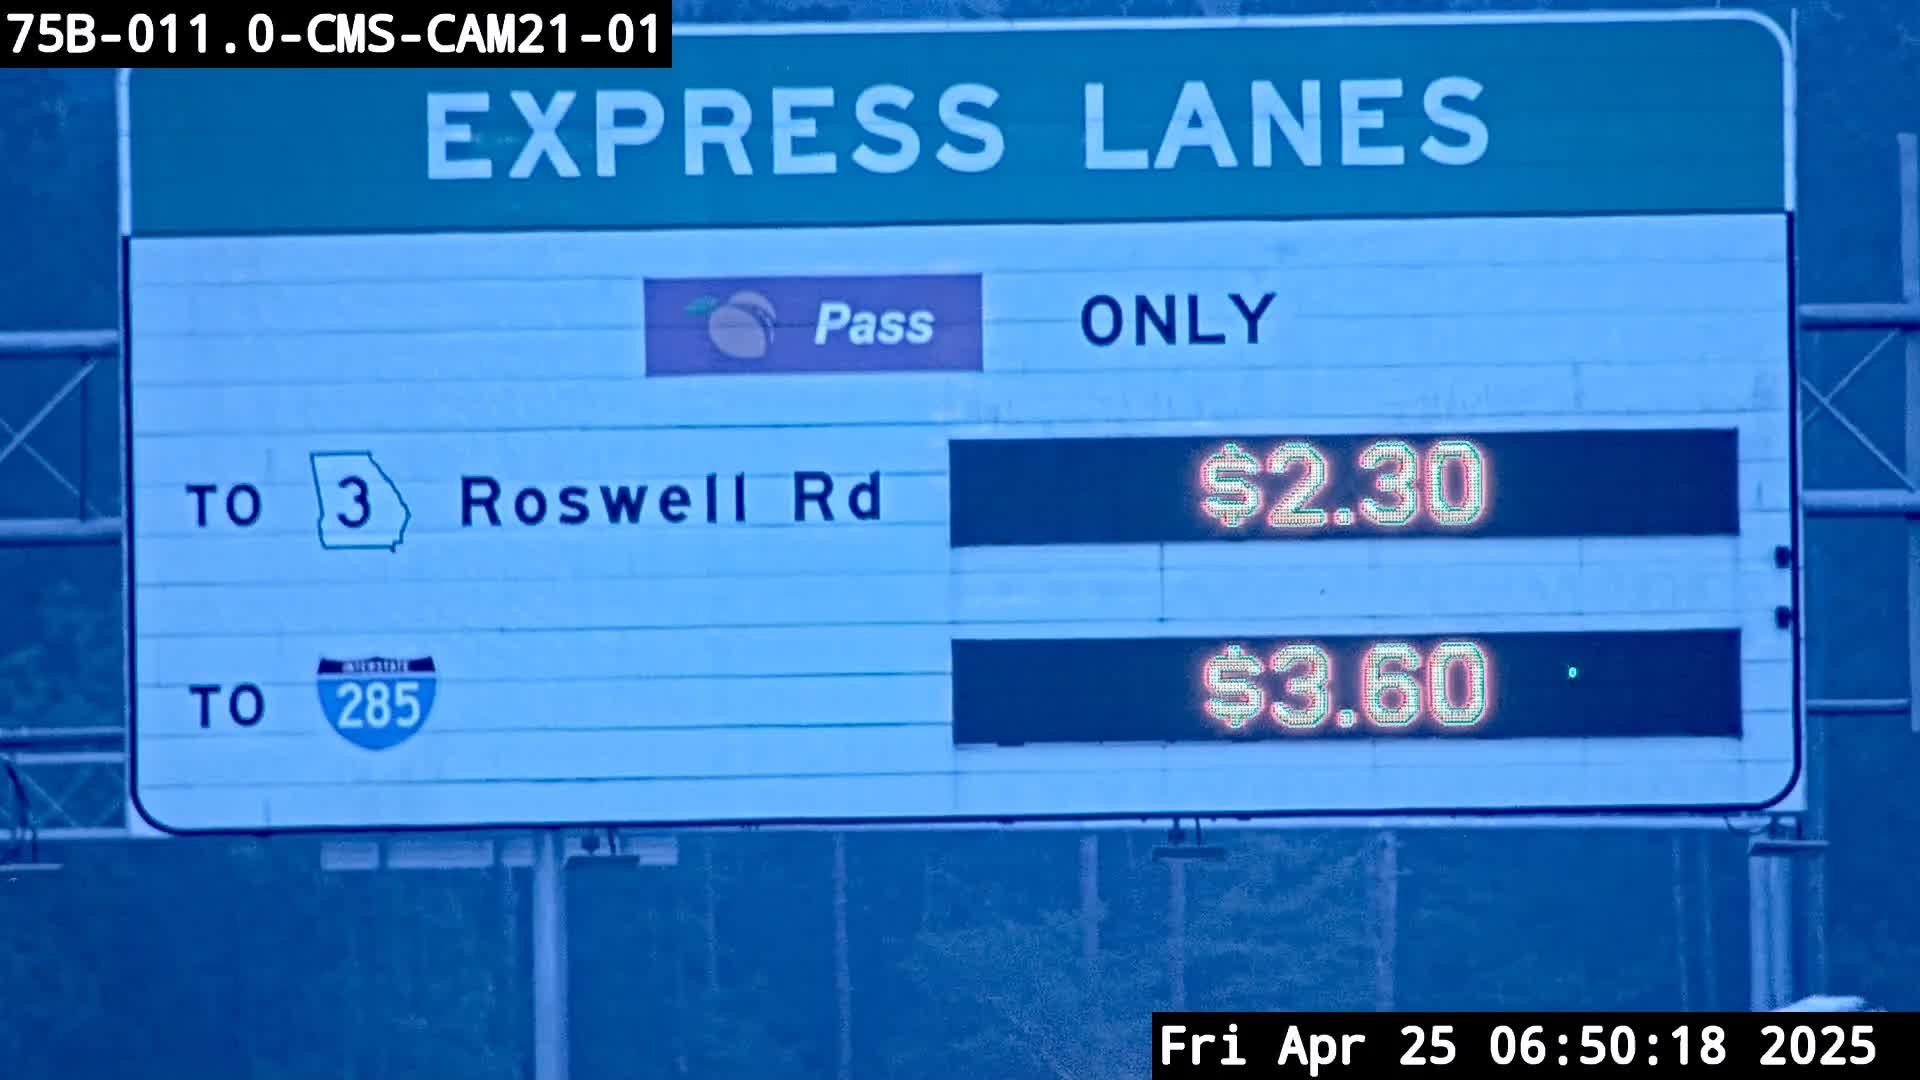 75B-011.0-CMS-CAM21-01
EXPRESS LANES
Pass ONLY
TO 3 Roswell Rd $2.30
INTERSTATE
TO 285 $3.60
Fri Apr 25 06:50:18 2025